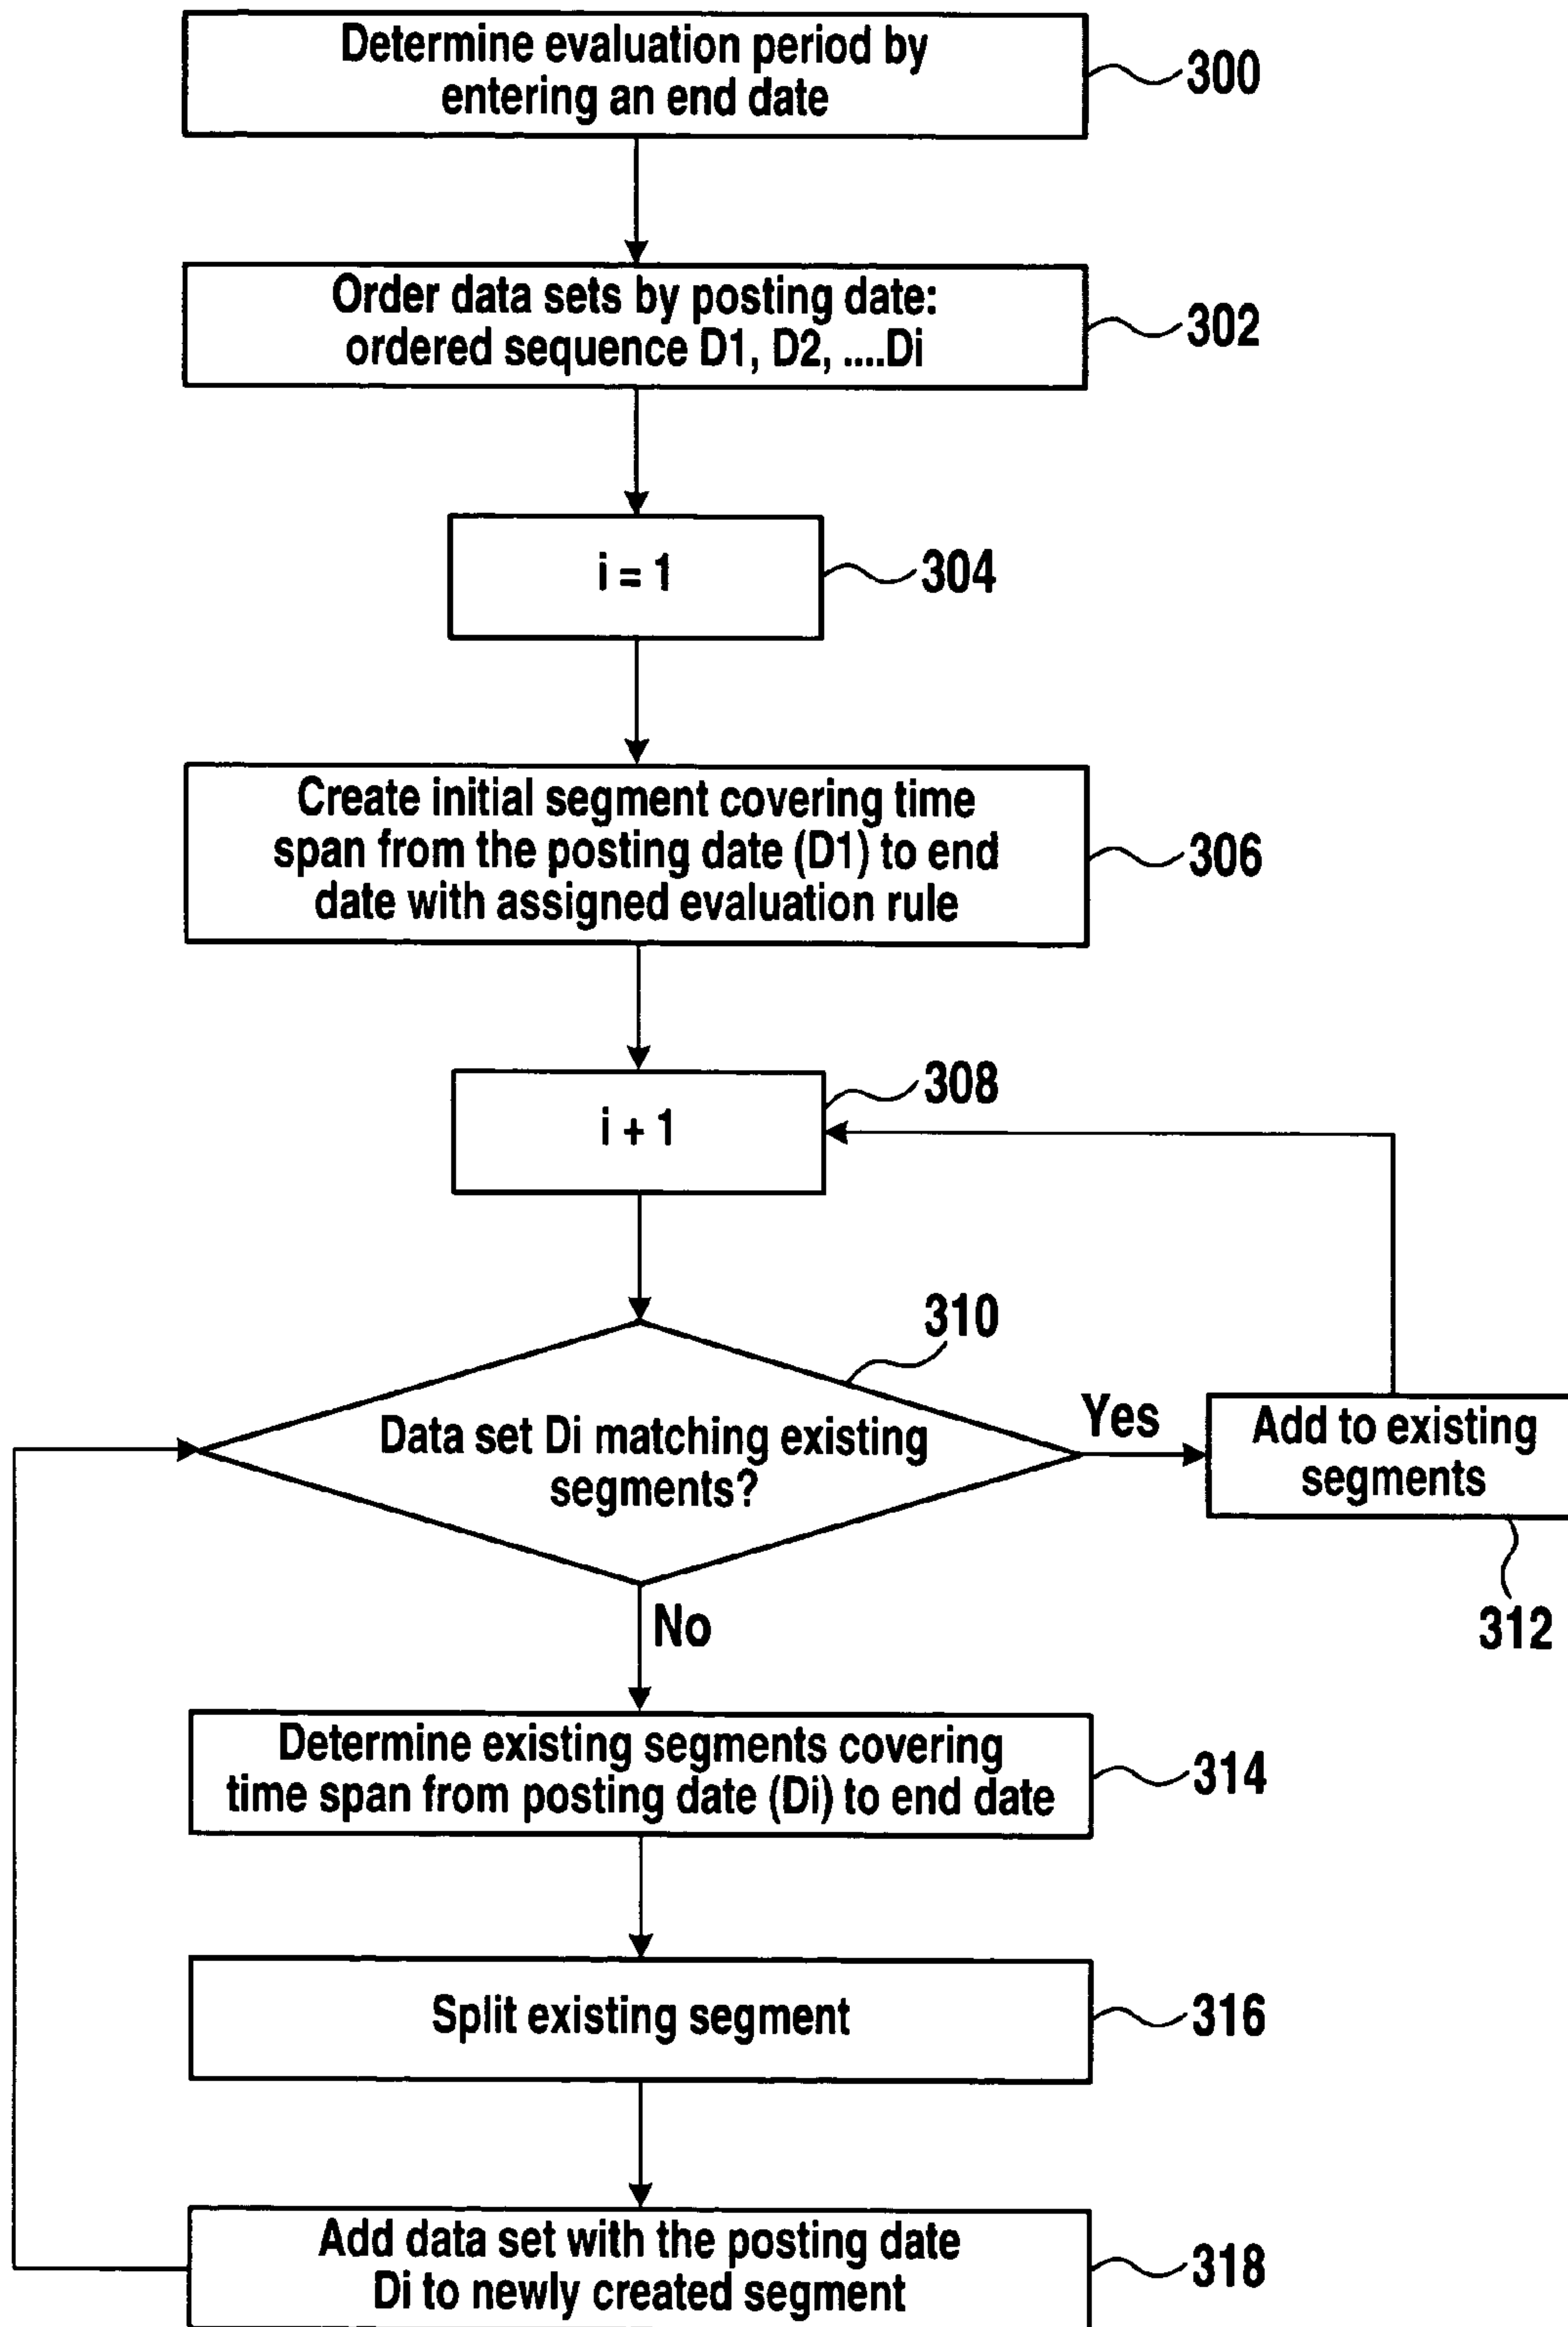 Determine evaluation period by
entering an end date
300
Order data sets by posting date:
ordered sequence D1, D2, ....Di
302
i = 1
304
Create initial segment covering time
span from the posting date (D1) to end
date with assigned evaluation rule
306
i + 1
308
310
Data set Di matching existing
segments?
Yes
Add to existing
segments
312
No
Determine existing segments covering
time span from posting date (Di) to end date
314
Split existing segment
316
Add data set with the posting date
Di to newly created segment
318